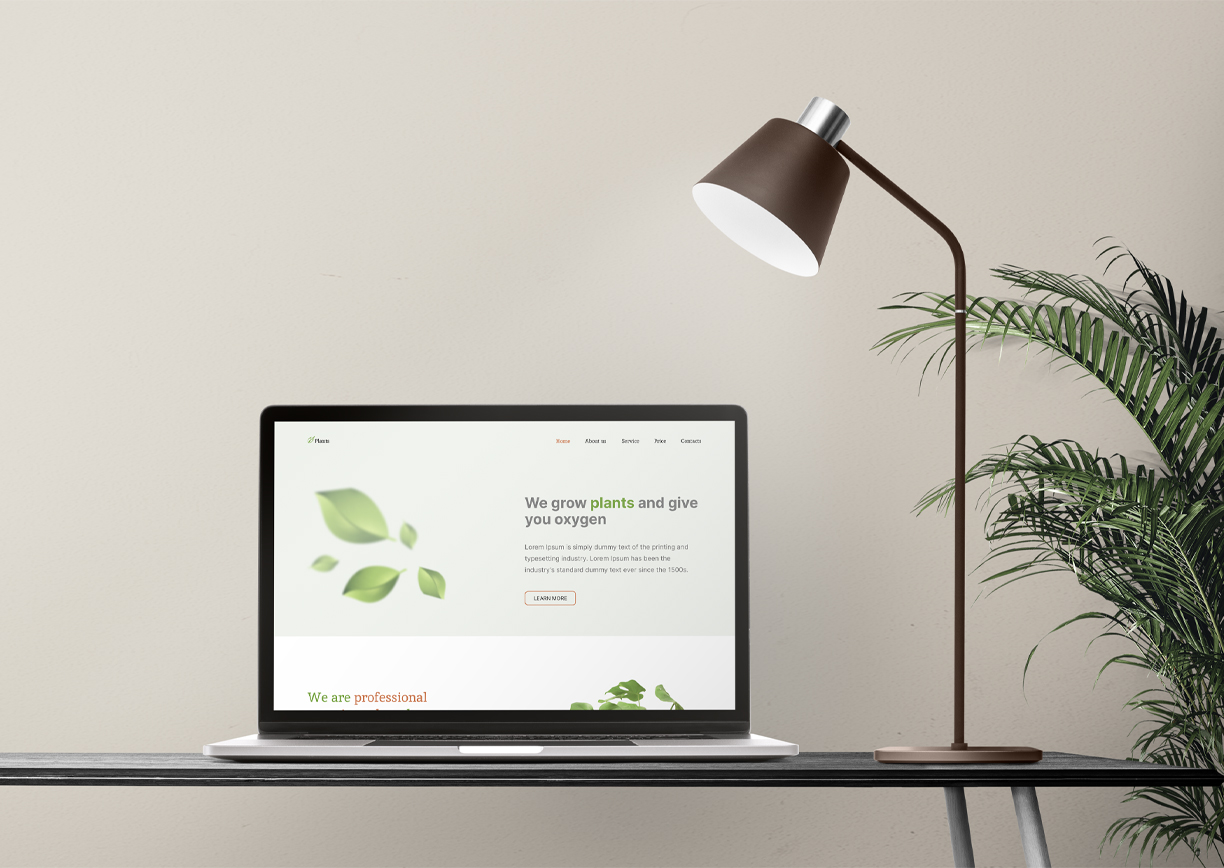 Plants
Home About us Service Price Contacts
We grow plants and give
you oxygen
Lorem Ipsum is simply dummy text of the printing and
typesetting industry. Lorem Ipsum has been the
industry's standard dummy text ever since the 1500s.
LEARN MORE
We are professional